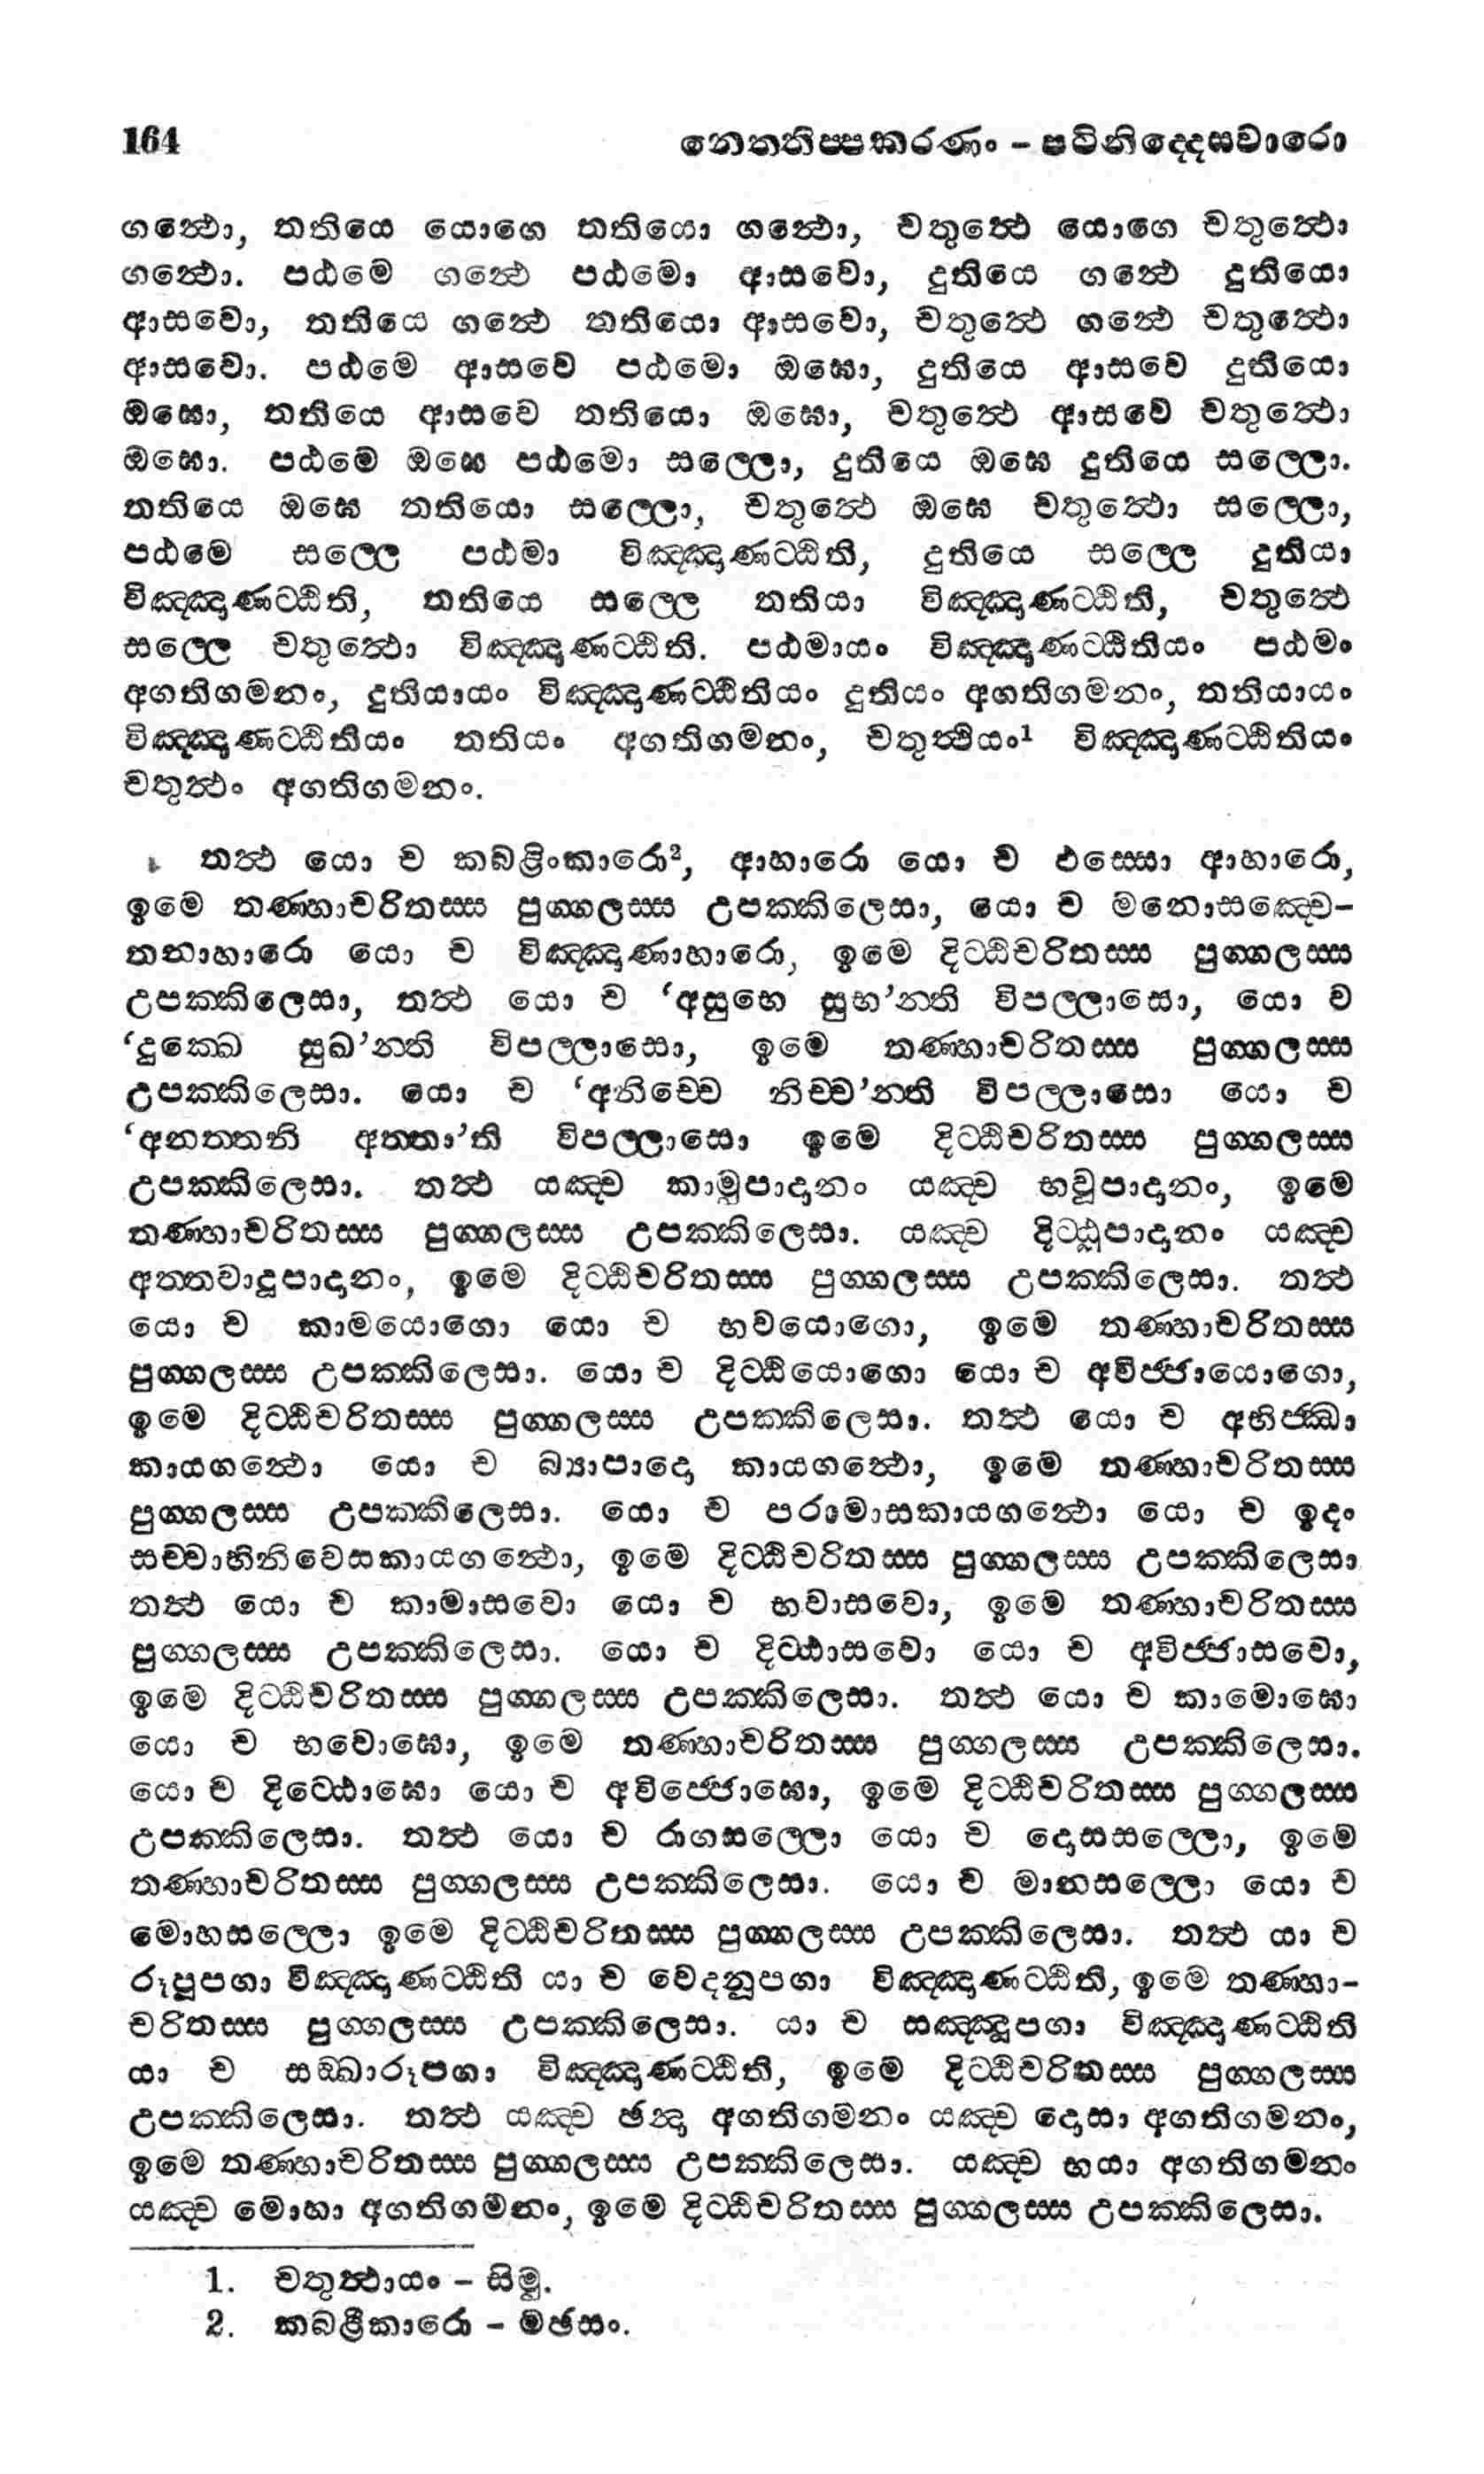 164 නෙත්තිප්පකරණං - පටිනිද්දෙසවාරො
ගන්ථො, තතියෙ යොගෙ තතියො ගන්ථො, චතුත්ථෙ යොගෙ චතුත්ථො
ගන්ථො. පඨමෙ ගන්ථෙ පඨමො ආසවො, දුතියෙ ගන්ථෙ දුතියො
ආසවො, තතියෙ ගන්ථෙ තතියො ආසවො, චතුත්ථෙ ගන්ථෙ චතුත්ථො
ආසවො. පඨමෙ ආසවෙ පඨමො ඔඝො, දුතියෙ ආසවෙ දුතියො
ඔඝො, තතියෙ ආසවෙ තතියො ඔඝො, චතුත්ථෙ ආසවෙ චතුත්ථො
ඔඝො. පඨමෙ ඔඝෙ පඨමො සල්ලො, දුතියෙ ඔඝෙ දුතියෙ සල්ලො.
තතියෙ ඔඝෙ තතියො සල්ලො, චතුත්ථෙ ඔඝෙ චතුත්ථො සල්ලො,
පඨමෙ සල්ලෙ පඨමා විඤ්ඤාණට්ඨිති, දුතියෙ සල්ලෙ දුතියා
විඤ්ඤාණට්ඨිති, තතියෙ සල්ලෙ තතියා විඤ්ඤාණට්ඨිති, චතුත්ථෙ
සල්ලෙ චතුත්ථො විඤ්ඤාණට්ඨිති. පඨමායං විඤ්ඤාණට්ඨිතියං පඨමං
අගතිගමනං, දුතියායං විඤ්ඤාණට්ඨිතියං දුතියං අගතිගමනං, තතියායං
විඤ්ඤාණට්ඨිතියං තතියං අගතිගමනං, චතුත්ථියං¹ විඤ්ඤාණට්ඨිතියං
චතුත්ථං අගතිගමනං.
තත්ථ යො ච කබළිංකාරො², ආහාරො යො ච ඵස්සො ආහාරො,
ඉමෙ තණ්හාචරිතස්ස පුග්ගලස්ස උපක්කිලෙසා, යො ච මනොසඤ්චෙ-
තනාහාරො යො ච විඤ්ඤාණාහාරො, ඉමෙ දිට්ඨිචරිතස්ස පුග්ගලස්ස
උපක්කිලෙසා, තත්ථ යො ච ‘අසුභෙ සුභ’න්ති විපල්ලාසො, යො ච
‘දුක්ඛෙ සුඛ’න්ති විපල්ලාසො, ඉමෙ තණ්හාචරිතස්ස පුග්ගලස්ස
උපක්කිලෙසා. යො ච ‘අනිච්චෙ නිච්ච’න්ති විපල්ලාසො යො ච
‘අනත්තනි අත්තා’ති විපල්ලාසො ඉමෙ දිට්ඨිචරිතස්ස පුග්ගලස්ස
උපක්කිලෙසා. තත්ථ යඤ්ච කාමුපාදානං යඤ්ච භවූපාදානං, ඉමෙ
තණ්හාචරිතස්ස පුග්ගලස්ස උපක්කිලෙසා. යඤ්ච දිට්ඨුපාදානං යඤ්ච
අත්තවාදූපාදානං, ඉමෙ දිට්ඨිචරිතස්ස පුග්ගලස්ස උපක්කිලෙසා. තත්ථ
යො ච කාමයොගො යො ච භවයොගො, ඉමෙ තණ්හාචරිතස්ස
පුග්ගලස්ස උපක්කිලෙසා. යො ච දිට්ඨියොගො යො ච අවිජ්ජායොගො,
ඉමෙ දිට්ඨිචරිතස්ස පුග්ගලස්ස උපක්කිලෙසා. තත්ථ යො ච අභිජ්ඣා
කායගන්ථො යො ච බ්‍යාපාදො කායගන්ථො, ඉමෙ තණ්හාචරිතස්ස
පුග්ගලස්ස උපක්කිලෙසා. යො ච පරාමාසකායගන්ථො යො ච ඉදං
සච්චාභිනිවෙසකායගන්ථො, ඉමෙ දිට්ඨිචරිතස්ස පුග්ගලස්ස උපක්කිලෙසා
තත්ථ යො ච කාමාසවො යො ච භවාසවො, ඉමෙ තණ්හාචරිතස්ස
පුග්ගලස්ස උපක්කිලෙසා. යො ච දිට්ඨාසවො යො ච අවිජ්ජාසවො,
ඉමෙ දිට්ඨිචරිතස්ස පුග්ගලස්ස උපක්කිලෙසා. තත්ථ යො ච කාමොඝො
යො ච භවොඝො, ඉමෙ තණ්හාචරිතස්ස පුග්ගලස්ස උපක්කිලෙසා.
යො ච දිට්ඨොඝො යො ච අවිජ්ජොඝො, ඉමෙ දිට්ඨිචරිතස්ස පුග්ගලස්ස
උපක්කිලෙසා. තත්ථ යො ච රාගසල්ලො යො ච දොසසල්ලො, ඉමෙ
තණ්හාචරිතස්ස පුග්ගලස්ස උපක්කිලෙසා. යො ච මානසල්ලො යො ච
මොහසල්ලො ඉමෙ දිට්ඨිචරිතස්ස පුග්ගලස්ස උපක්කිලෙසා. තත්ථ යා ච
රූපූපගා විඤ්ඤාණට්ඨිති යා ච වෙදනූපගා විඤ්ඤාණට්ඨිති, ඉමෙ තණ්හා-
චරිතස්ස පුග්ගලස්ස උපක්කිලෙසා. යා ච සඤ්ඤූපගා විඤ්ඤාණට්ඨිති
යා ච සඞ්ඛාරූපගා විඤ්ඤාණට්ඨිති, ඉමෙ දිට්ඨිචරිතස්ස පුග්ගලස්ස
උපක්කිලෙසා. තත්ථ යඤ්ච ඡන්දා අගතිගමනං යඤ්ච දොසා අගතිගමනං,
ඉමෙ තණ්හාචරිතස්ස පුග්ගලස්ස උපක්කිලෙසා. යඤ්ච භයා අගතිගමනං
යඤ්ච මොහා අගතිගමනං, ඉමෙ දිට්ඨිචරිතස්ස පුග්ගලස්ස උපක්කිලෙසා.
1. චතුත්ථායං - සීමු.
2. කබළීකාරො - මඡසං.